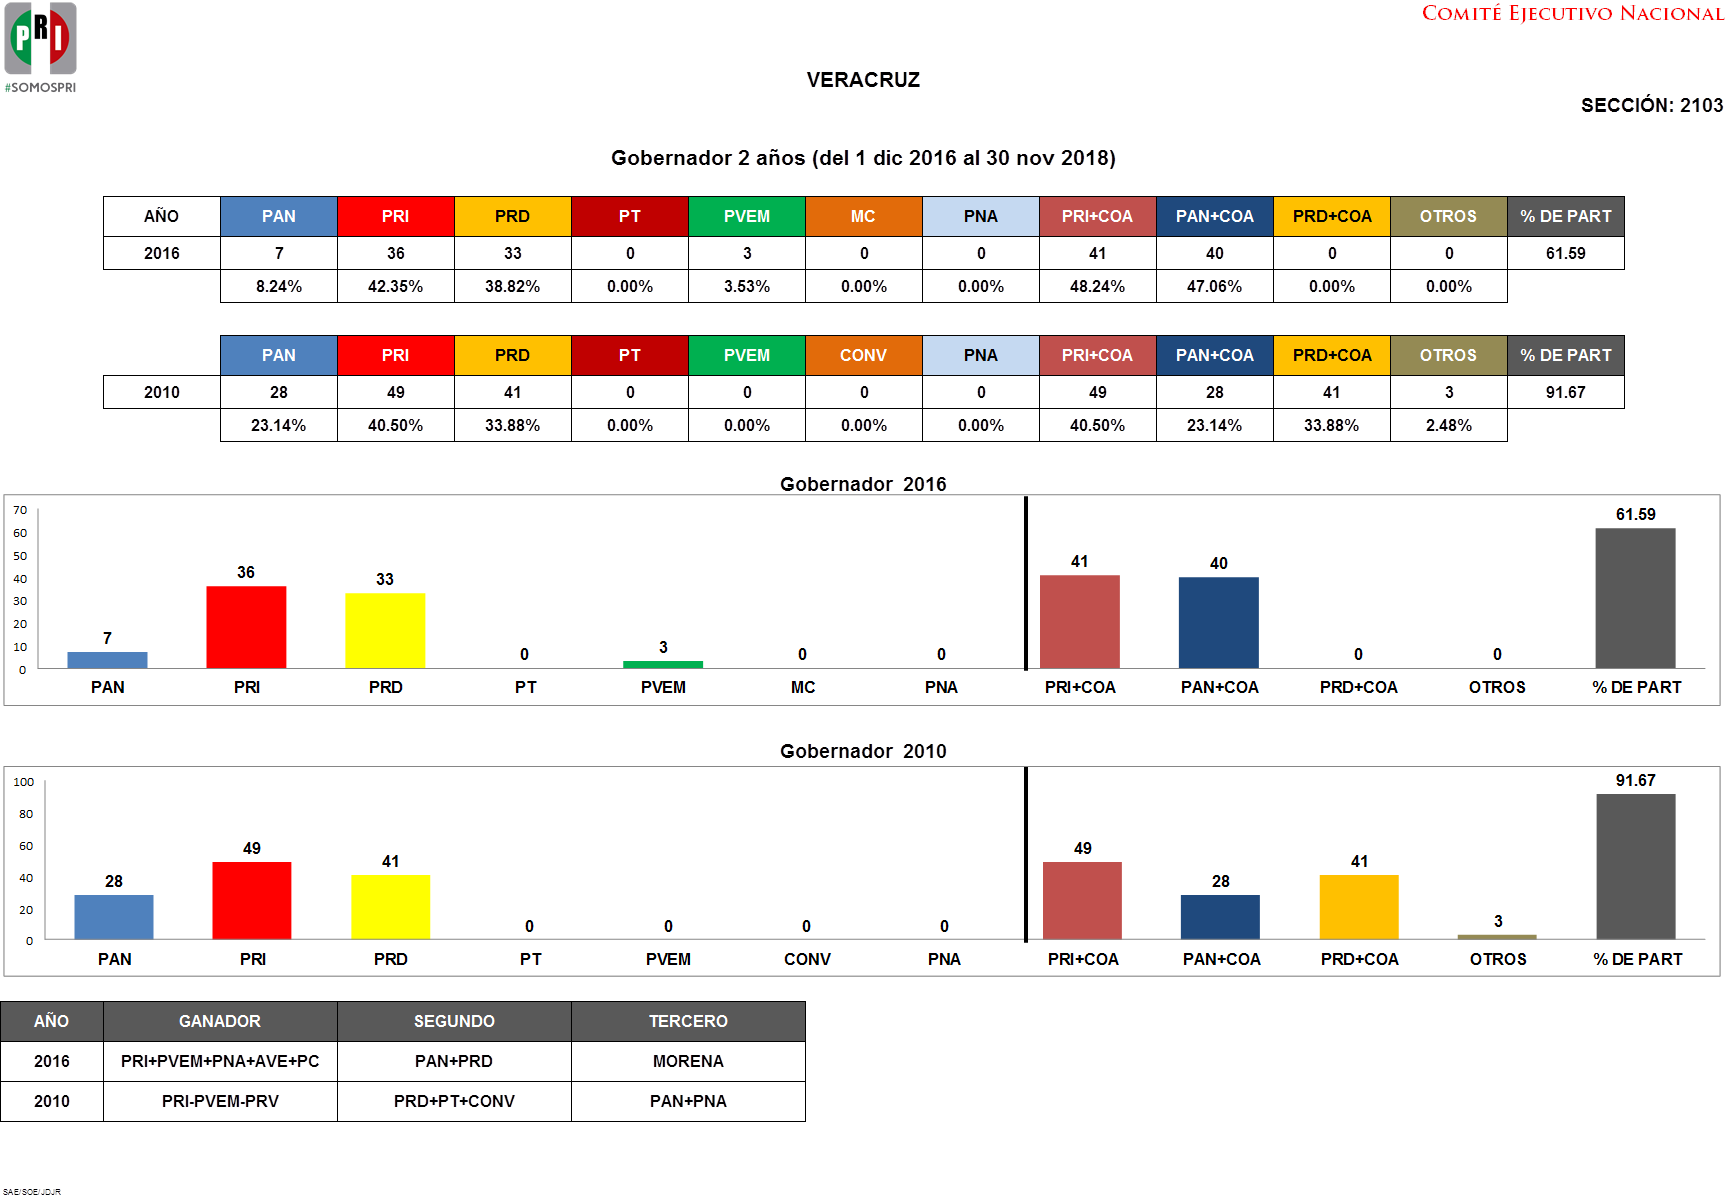 PRI
#SOMOSPRI
COMITÉ EJECUTIVO NACIONAL
VERACRUZ
SECCIÓN: 2103
Gobernador 2 años (del 1 dic 2016 al 30 nov 2018)
AÑO PAN PRI PRD PT PVEM MC PNA PRI+COA PAN+COA PRD+COA OTROS % DE PART
2016 7 36 33 0 3 0 0 41 40 0 0 61.59
8.24% 42.35% 38.82% 0.00% 3.53% 0.00% 0.00% 48.24% 47.06% 0.00% 0.00%
PAN PRI PRD PT PVEM CONV PNA PRI+COA PAN+COA PRD+COA OTROS % DE PART
2010 28 49 41 0 0 0 0 49 28 41 3 91.67
23.14% 40.50% 33.88% 0.00% 0.00% 0.00% 0.00% 40.50% 23.14% 33.88% 2.48%
Gobernador 2016
70
60
50
40
30
20
10
0
7 36 33 0 3 0 0 41 40 0 0 61.59
PAN PRI PRD PT PVEM MC PNA PRI+COA PAN+COA PRD+COA OTROS % DE PART
Gobernador 2010
100
80
60
40
20
0
28 49 41 0 0 0 0 49 28 41 3 91.67
PAN PRI PRD PT PVEM CONV PNA PRI+COA PAN+COA PRD+COA OTROS % DE PART
AÑO GANADOR SEGUNDO TERCERO
2016 PRI+PVEM+PNA+AVE+PC PAN+PRD MORENA
2010 PRI-PVEM-PRV PRD+PT+CONV PAN+PNA
SAE/SOE/JDJR